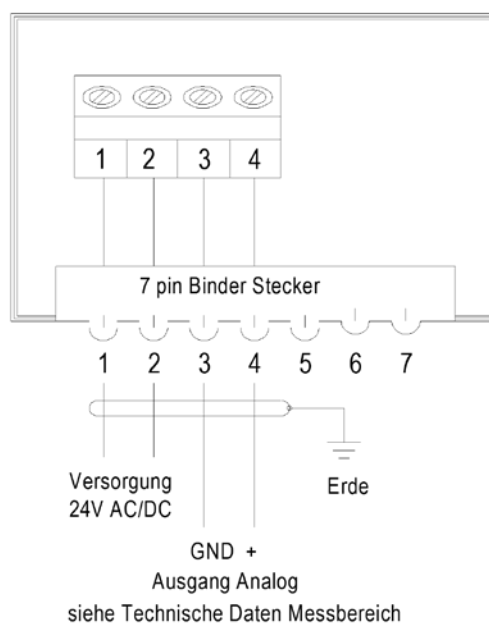 1 2 3 4
7 pin Binder Stecker
1 2 3 4 5 6 7
Versorgung
24V AC/DC
Erde
GND +
Ausgang Analog
siehe Technische Daten Messbereich